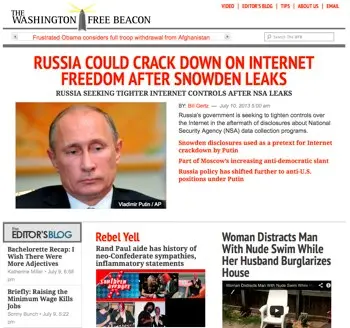 VIDEO | EDITOR'S BLOG | TIPS | ABOUT US | EMAIL
THE
WASHINGTON FREE BEACON
Frustrated Obama considers full troop withdrawal from Afghanistan
Search the WFB
RUSSIA COULD CRACK DOWN ON INTERNET
FREEDOM AFTER SNOWDEN LEAKS
RUSSIA SEEKING TIGHTER INTERNET CONTROLS AFTER NSA LEAKS
BY: Bill Gertz — July 10, 2013 5:00 am
Russia's government is seeking to tighten controls over
the Internet in the aftermath of disclosures about National
Security Agency (NSA) data collection programs.
Snowden disclosures used as a pretext for Internet
crackdown by Putin
Part of Moscow's increasing anti-democratic slant
Russia policy has shifted further to anti-U.S.
positions under Putin
Vladimir Putin / AP
the
EDITOR'SBLOG
Bachelorette Recap: I
Wish There Were
More Adjectives
Katherine Miller • July 9, 6:58
pm
Briefly: Raising the
Minimum Wage Kills
Jobs
Sonny Bunch • July 9, 5:22
pm
Rebel Yell
Rand Paul aide has history of
neo-Confederate sympathies,
inflammatory statements
SOUTHERN
AVENGER
Woman Distracts Man
With Nude Swim While
Her Husband Burglarizes
House
Woman Distracts Man With Nude Swim While